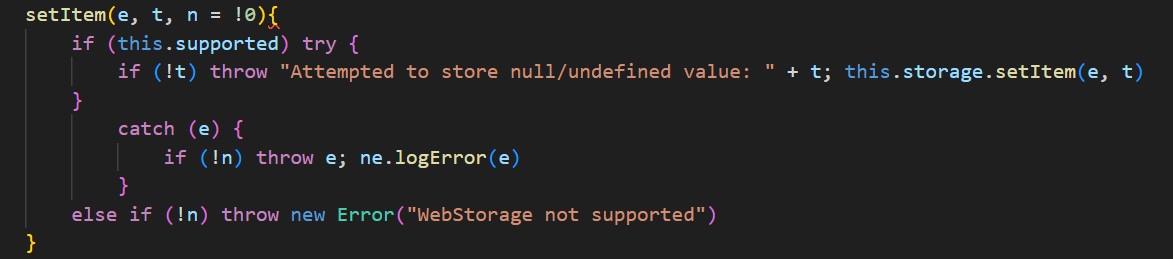 setItem(e, t, n = !0){
if (this.supported) try {
if (!t) throw "Attempted to store null/undefined value: " + t; this.storage.setItem(e, t)
}
catch (e) {
if (!n) throw e; ne.logError(e)
}
else if (!n) throw new Error("WebStorage not supported")
}